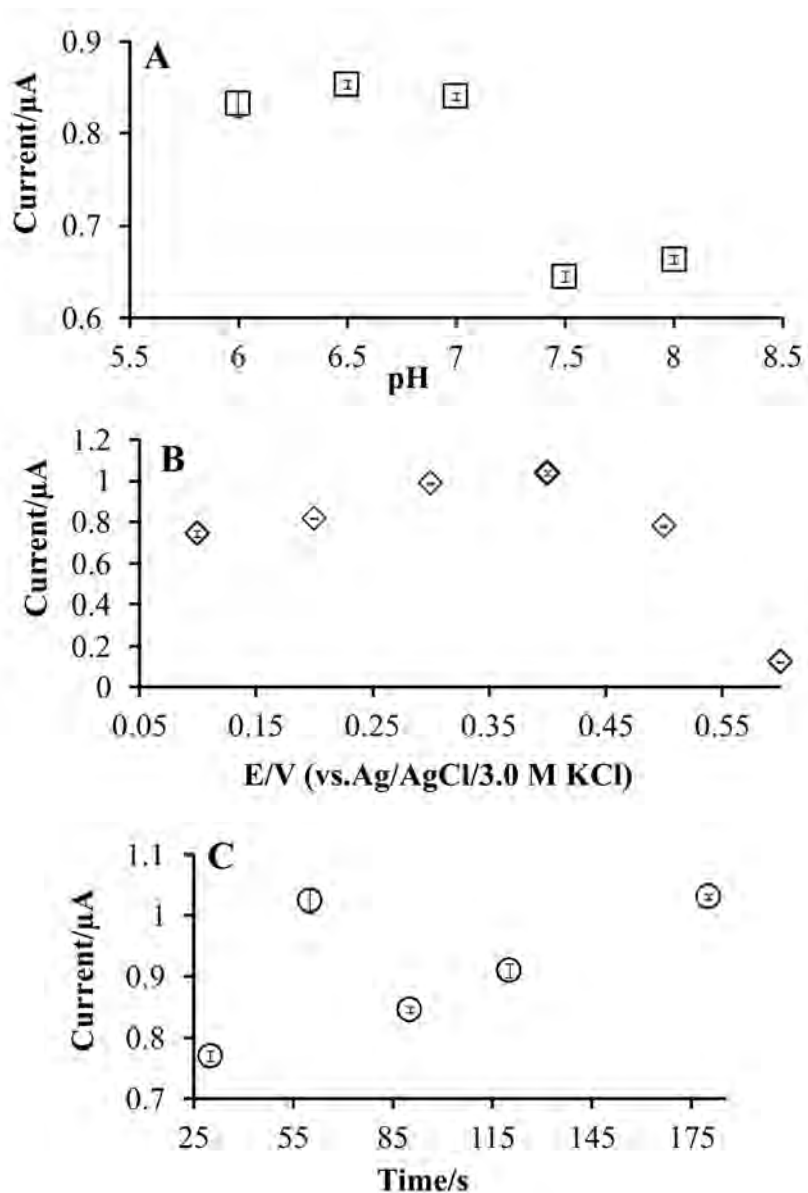 A
Current/µA
0.9
0.8
0.7
0.6
5.5 6 6.5 7 7.5 8 8.5
pH
B
Current/µA
1.2
1
0.8
0.6
0.4
0.2
0
0.05 0.15 0.25 0.35 0.45 0.55
E/V (vs.Ag/AgCl/3.0 M KCl)
C
Current/µA
1.1
1
0.9
0.8
0.7
25 55 85 115 145 175
Time/s